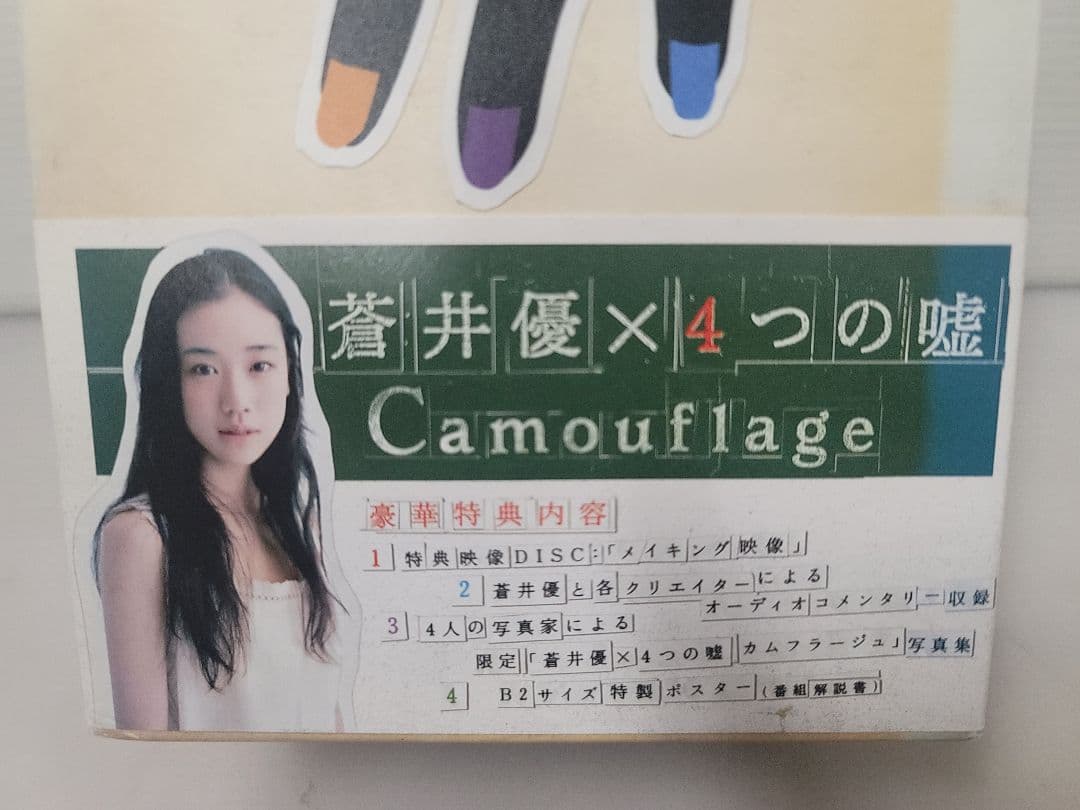 蒼井優×4つの嘘
Camouflage
豪華特典内容
1 特典映像DISC:「メイキング映像」
2 蒼井優と各クリエイターによる
オーディオコメンタリー収録
3 4人の写真家による
限定「蒼井優×4つの嘘 カムフラージュ」写真集
4 B2サイズ特製ポスター(番組解説書)